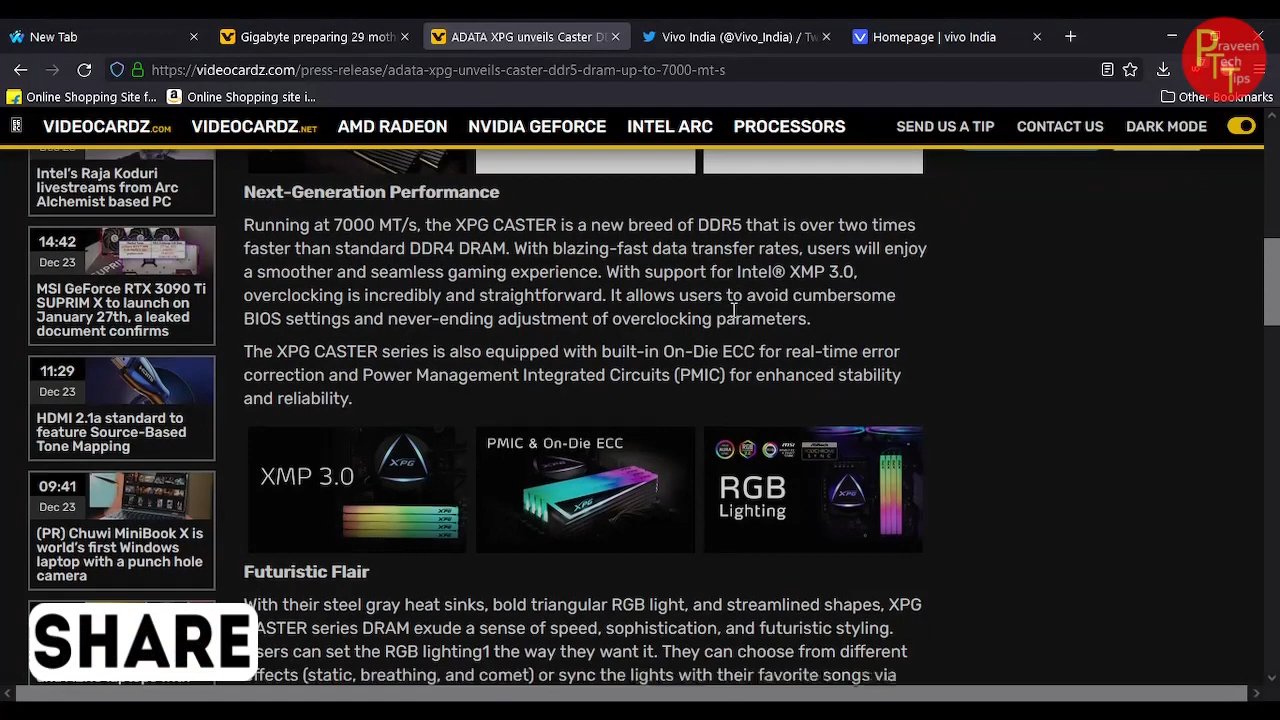 New Tab
Gigabyte preparing 29 moth
ADATA XPG unveils Caster D
Vivo India (@Vivo_India) / Tw
Homepage | vivo India
https://videocardz.com/press-release/adata-xpg-unveils-caster-ddr5-dram-up-to-7000-mt-s
Praveen
Tech
Tips
Online Shopping Site f...
Online Shopping site i...
Other Bookmarks
VIDEOCARDZ.COM
VIDEOCARDZ.NET
AMD RADEON
NVIDIA GEFORCE
INTEL ARC
PROCESSORS
SEND US A TIP
CONTACT US
DARK MODE
Dec 23
Intel's Raja Koduri
livestreams from Arc
Alchemist based PC
14:42
Dec 23
MSI GeForce RTX 3090 Ti
SUPRIM X to launch on
January 27th, a leaked
document confirms
11:29
Dec 23
HDMI 2.1a standard to
feature Source-Based
Tone Mapping
09:41
Dec 23
(PR) Chuwi MiniBook X is
world's first Windows
laptop with a punch hole
camera
SHARE
Next-Generation Performance
Running at 7000 MT/s, the XPG CASTER is a new breed of DDR5 that is over two times
faster than standard DDR4 DRAM. With blazing-fast data transfer rates, users will enjoy
a smoother and seamless gaming experience. With support for Intel® XMP 3.0,
overclocking is incredibly and straightforward. It allows users to avoid cumbersome
BIOS settings and never-ending adjustment of overclocking parameters.
The XPG CASTER series is also equipped with built-in On-Die ECC for real-time error
correction and Power Management Integrated Circuits (PMIC) for enhanced stability
and reliability.
XMP 3.0
XPG
PMIC & On-Die ECC
XPG
RGB
Lighting
XPG
Futuristic Flair
With their steel gray heat sinks, bold triangular RGB light, and streamlined shapes, XPG
CASTER series DRAM exude a sense of speed, sophistication, and futuristic styling.
Users can set the RGB lighting1 the way they want it. They can choose from different
effects (static, breathing, and comet) or sync the lights with their favorite songs via